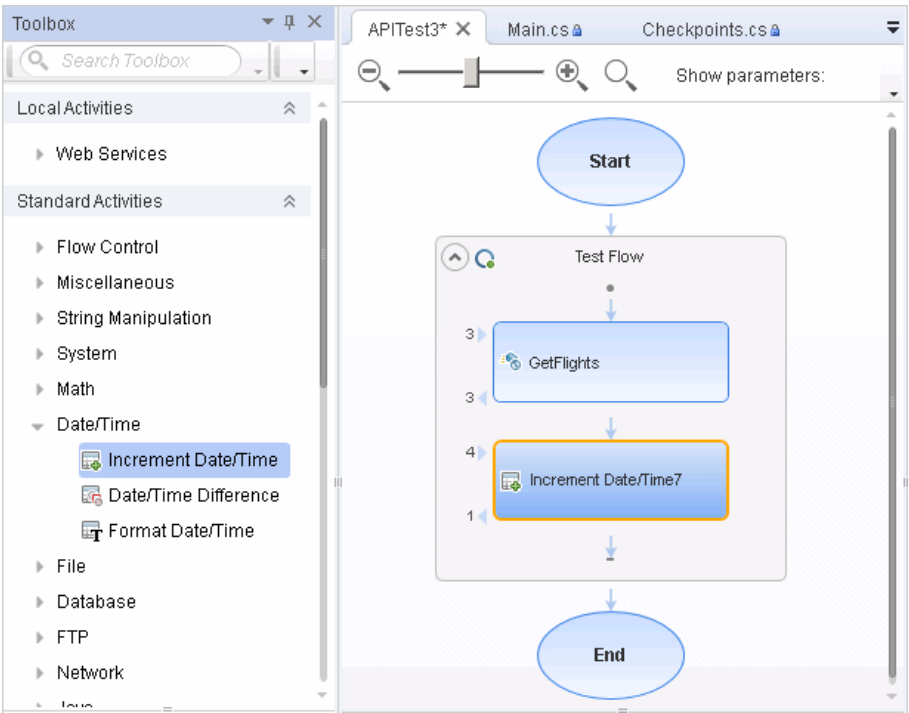 Toolbox
Search Toolbox
Local Activities
Web Services
Standard Activities
Flow Control
Miscellaneous
String Manipulation
System
Math
Date/Time
Increment Date/Time
Date/Time Difference
Format Date/Time
File
Database
FTP
Network
APITest3* Main.cs Checkpoints.cs
Show parameters:
Start
Test Flow
3
GetFlights
3
4
Increment Date/Time7
1
End